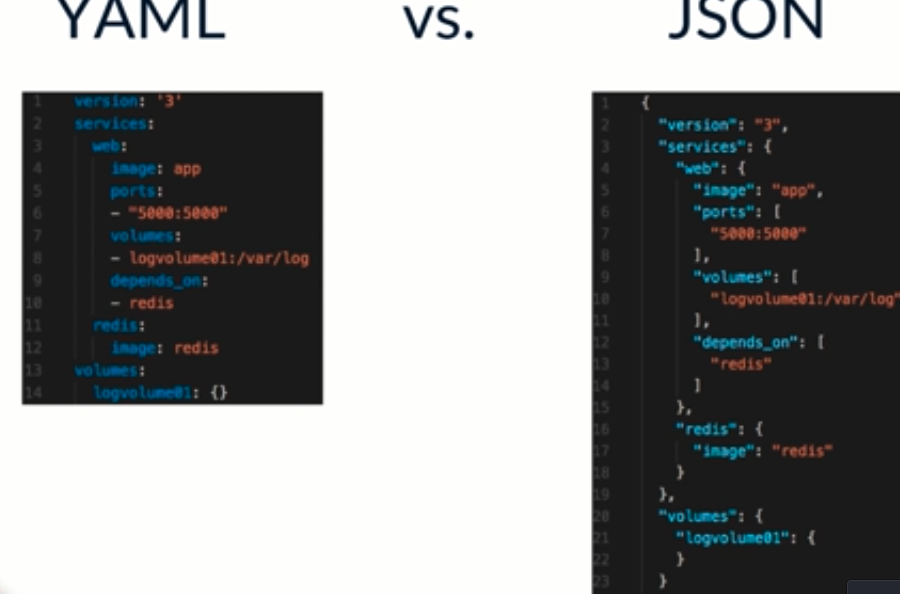 YAML vs. JSON
1 version: '3'
2 services:
3 web:
4 image: app
5 ports:
6 - "5000:5000"
7 volumes:
8 - logvolume01:/var/log
9 depends_on:
10 - redis
11 redis:
12 image: redis
13 volumes:
14 logvolume01: {}
1 {
2 "version": "3",
3 "services": {
4 "web": {
5 "image": "app",
6 "ports": [
7 "5000:5000"
8 ],
9 "volumes": [
10 "logvolume01:/var/log"
11 ],
12 "depends_on": [
13 "redis"
14 ]
15 },
16 "redis": {
17 "image": "redis"
18 }
19 },
20 "volumes": {
21 "logvolume01": {
22 }
23 }